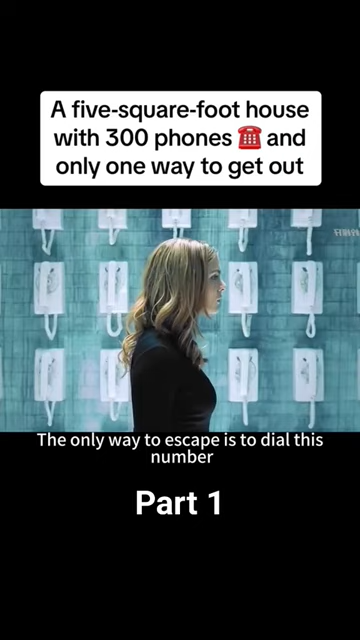 A five-square-foot house
with 300 phones ☎️ and
only one way to get out
The only way to escape is to dial this
number
Part 1